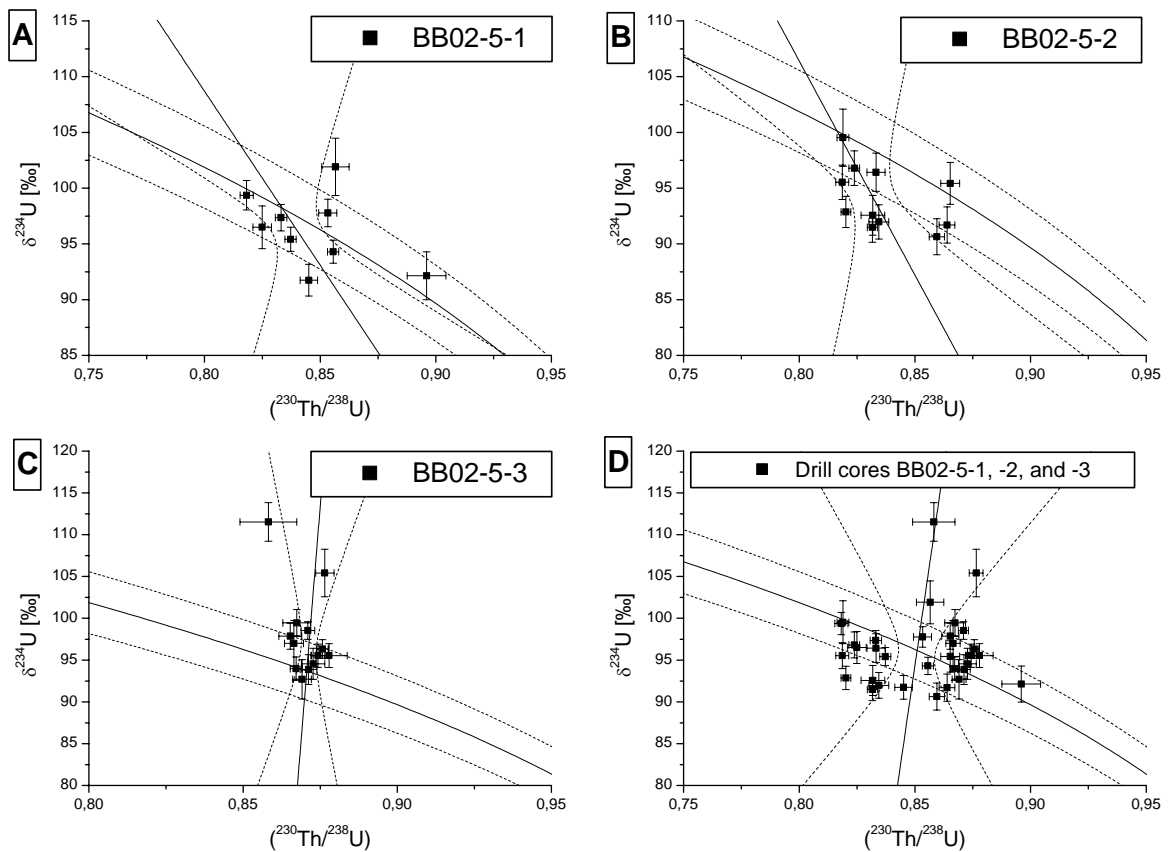 A
BB02-5-1
115
110
105
100
95
90
85
δ²³⁴U [‰]
0,75 0,80 0,85 0,90 0,95
(²³⁰Th/²³⁸U)
B
BB02-5-2
110
105
100
95
90
85
80
δ²³⁴U [‰]
0,75 0,80 0,85 0,90 0,95
(²³⁰Th/²³⁸U)
C
BB02-5-3
120
115
110
105
100
95
90
85
80
δ²³⁴U [‰]
0,80 0,85 0,90 0,95
(²³⁰Th/²³⁸U)
D
Drill cores BB02-5-1, -2, and -3
120
115
110
105
100
95
90
85
80
δ²³⁴U [‰]
0,75 0,80 0,85 0,90 0,95
(²³⁰Th/²³⁸U)